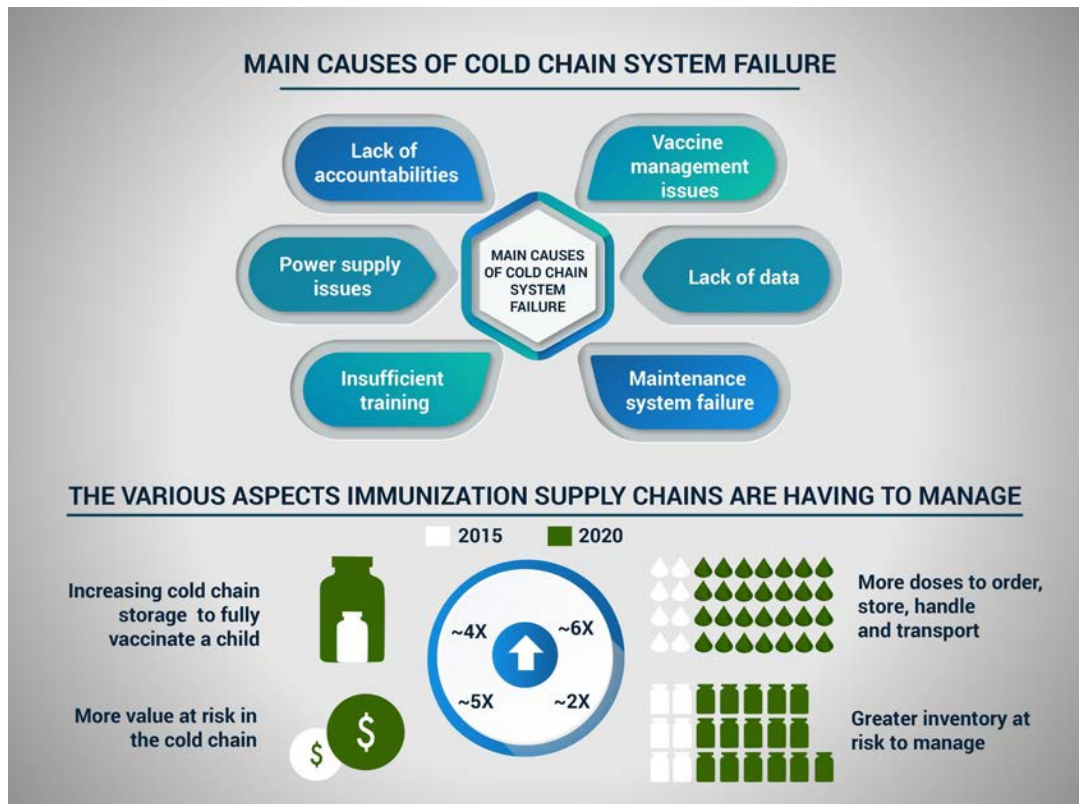 MAIN CAUSES OF COLD CHAIN SYSTEM FAILURE
Lack of
accountabilities
Vaccine
management
issues
Power supply
issues
MAIN CAUSES
OF COLD CHAIN
SYSTEM
FAILURE
Lack of data
Insufficient
training
Maintenance
system failure
THE VARIOUS ASPECTS IMMUNIZATION SUPPLY CHAINS ARE HAVING TO MANAGE
2015
2020
Increasing cold chain
storage to fully
vaccinate a child
~4X
~6X
More doses to order,
store, handle
and transport
More value at risk in
the cold chain
$
$
~5X
~2X
Greater inventory at
risk to manage